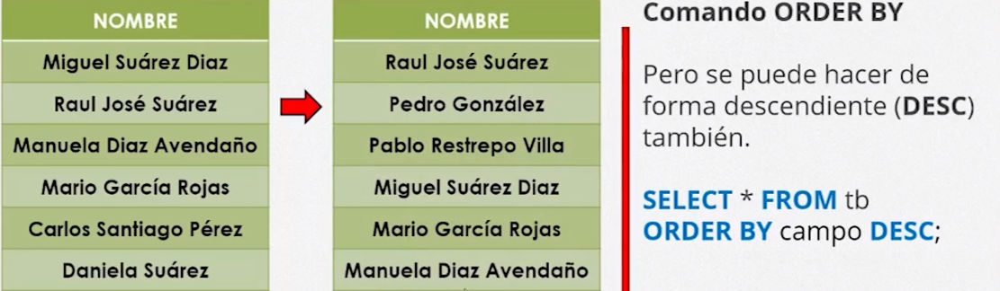 NOMBRE
Miguel Suárez Diaz
Raul José Suárez
Manuela Diaz Avendaño
Mario García Rojas
Carlos Santiago Pérez
Daniela Suárez
NOMBRE
Raul José Suárez
Pedro González
Pablo Restrepo Villa
Miguel Suárez Diaz
Mario García Rojas
Manuela Diaz Avendaño
Comando ORDER BY
Pero se puede hacer de
forma descendiente (DESC)
también.
SELECT * FROM tb
ORDER BY campo DESC;